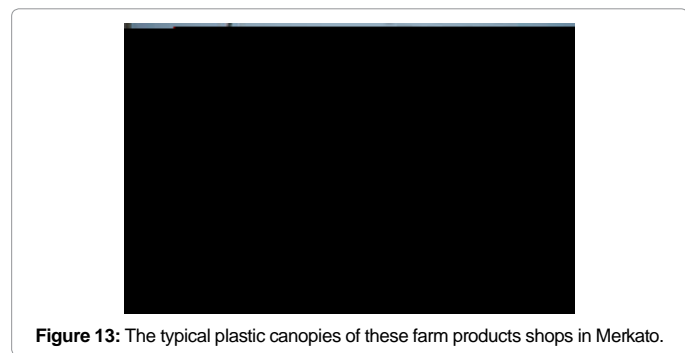 Figure 13: The typical plastic canopies of these farm products shops in Merkato.